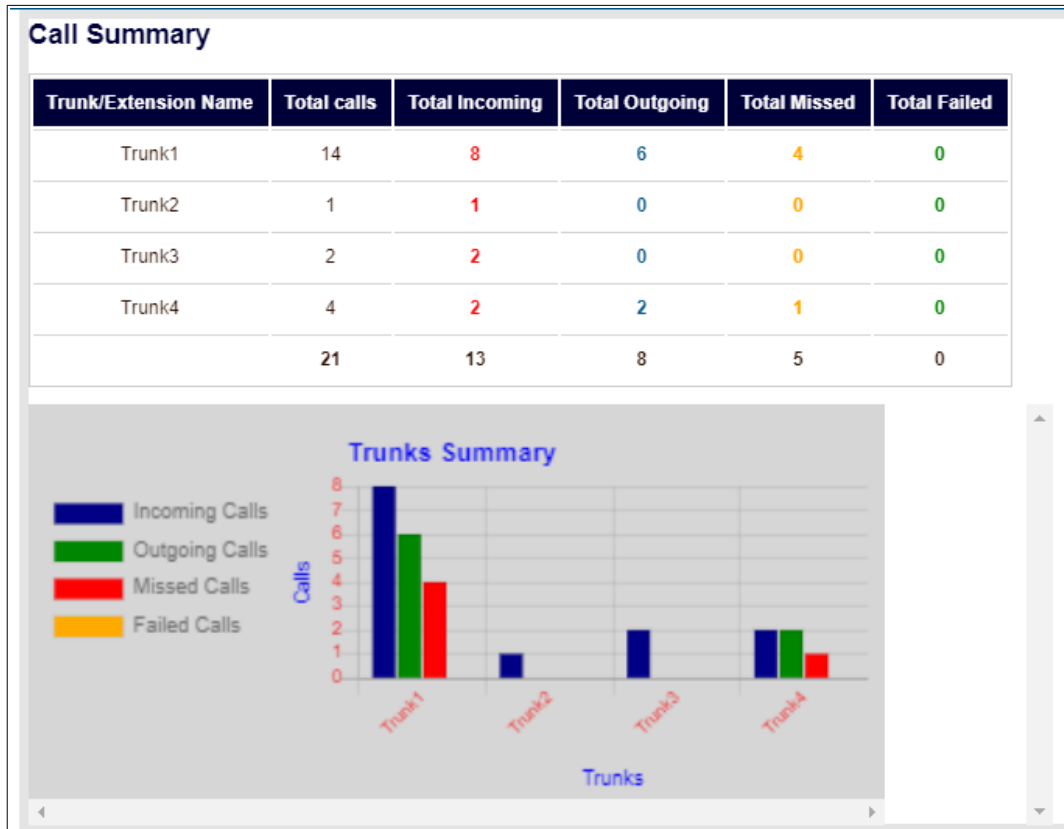 Call Summary
Trunk/Extension Name Total calls Total Incoming Total Outgoing Total Missed Total Failed
Trunk1 14 8 6 4 0
Trunk2 1 1 0 0 0
Trunk3 2 2 0 0 0
Trunk4 4 2 2 1 0
21 13 8 5 0
Trunks Summary
Incoming Calls
Outgoing Calls
Missed Calls
Failed Calls
Calls
8
7
6
5
4
3
2
1
0
Trunk1 Trunk2 Trunk3 Trunk4
Trunks